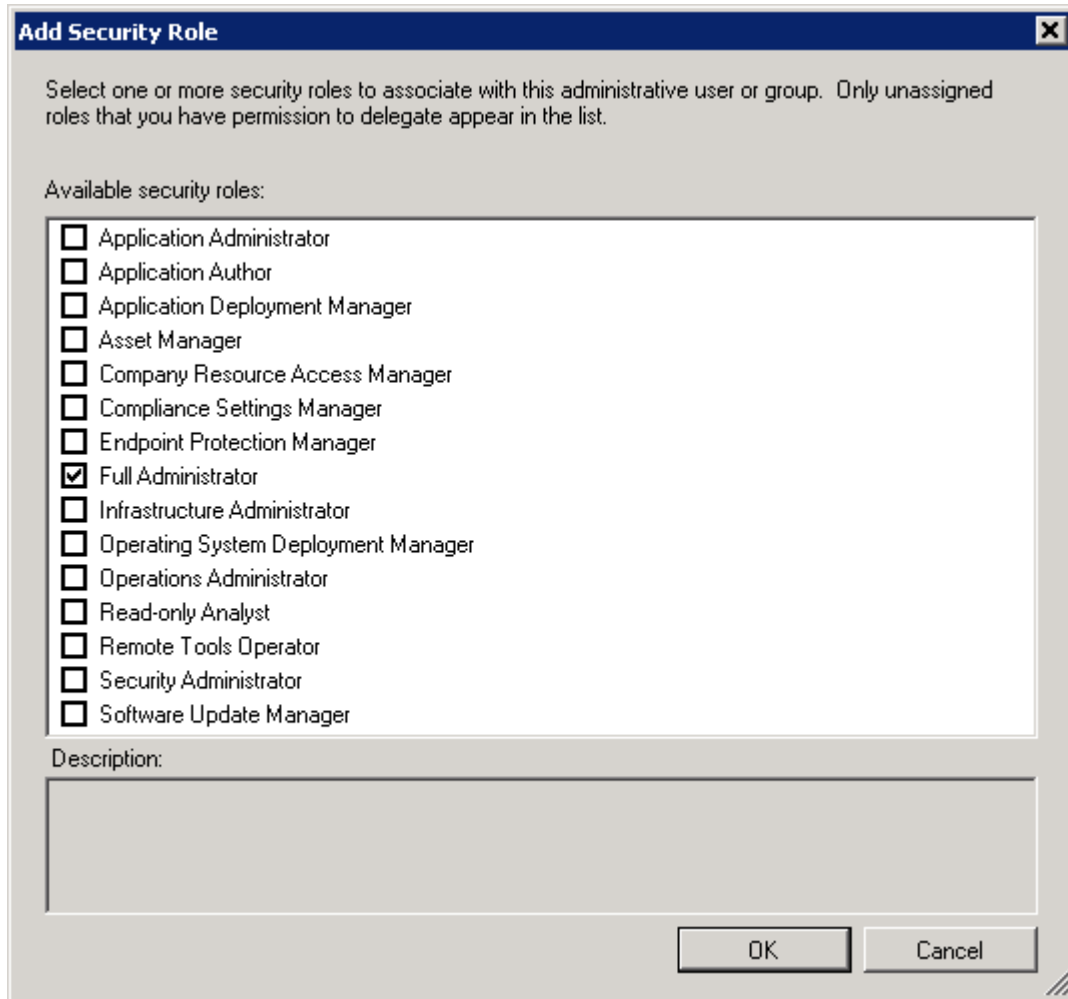 Add Security Role
Select one or more security roles to associate with this administrative user or group.  Only unassigned
roles that you have permission to delegate appear in the list.
Available security roles:
Application Administrator
Application Author
Application Deployment Manager
Asset Manager
Company Resource Access Manager
Compliance Settings Manager
Endpoint Protection Manager
Full Administrator
Infrastructure Administrator
Operating System Deployment Manager
Operations Administrator
Read-only Analyst
Remote Tools Operator
Security Administrator
Software Update Manager
Description:
OK
Cancel